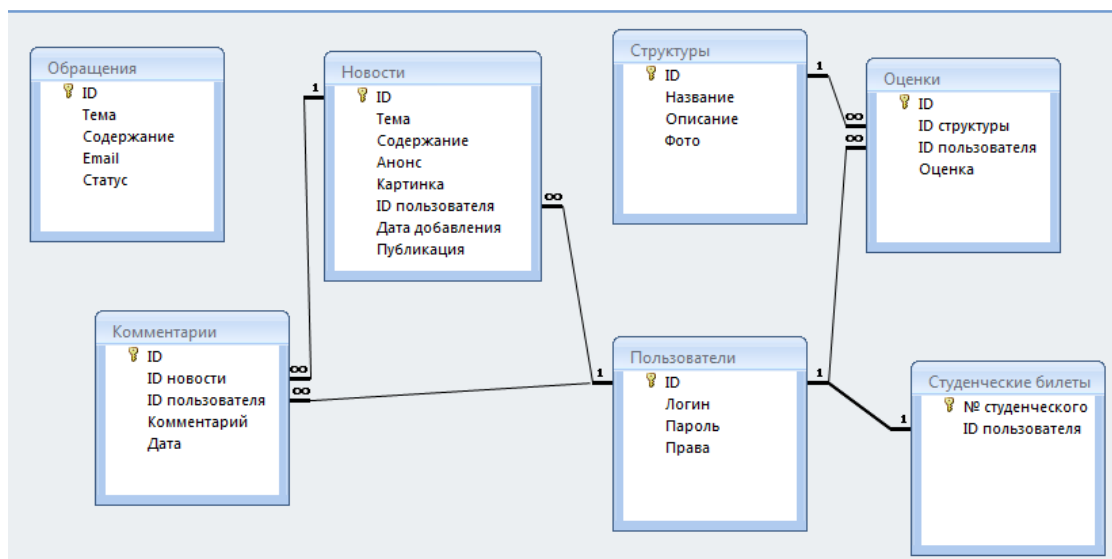 Обращения
ID
Тема
Содержание
Email
Статус
Новости
ID
Тема
Содержание
Анонс
Картинка
ID пользователя
Дата добавления
Публикация
Структуры
ID
Название
Описание
Фото
Оценки
ID
ID структуры
ID пользователя
Оценка
Комментарии
ID
ID новости
ID пользователя
Комментарий
Дата
Пользователи
ID
Логин
Пароль
Права
Студенческие билеты
№ студенческого
ID пользователя
1
∞
∞
1
∞
1
∞
∞
1
1